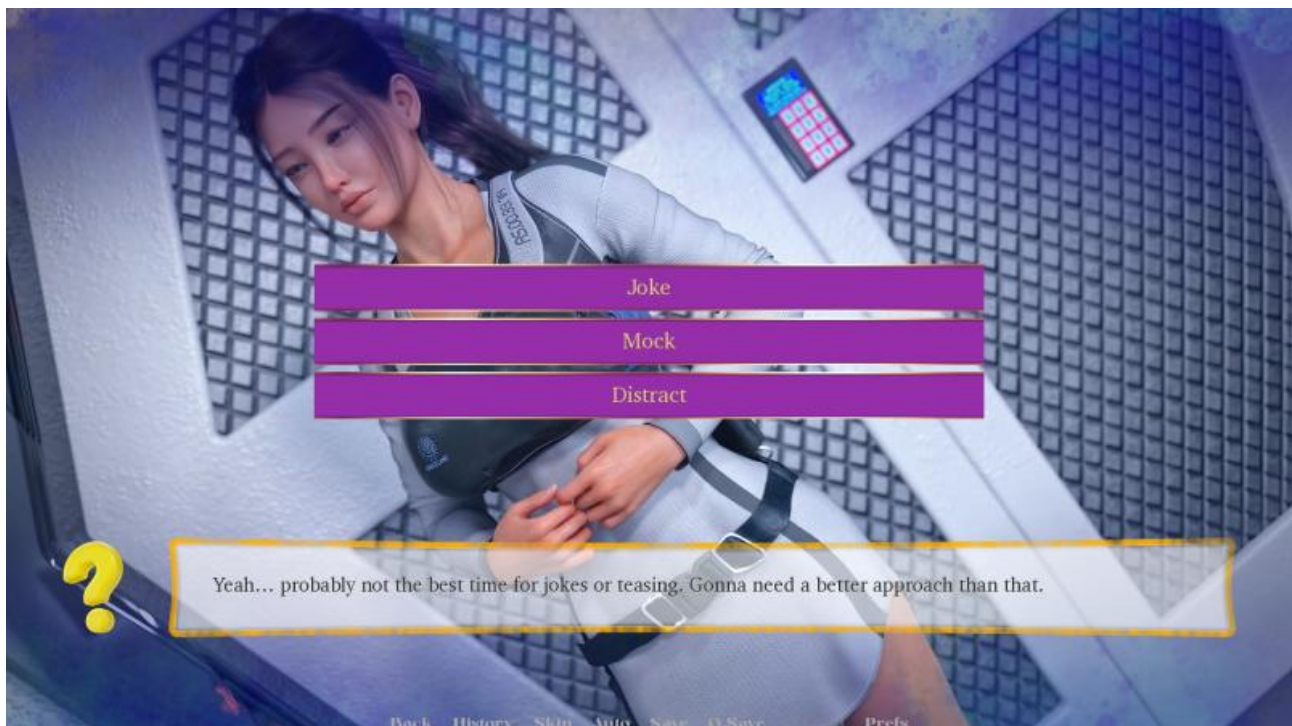 Joke
Mock
Distract
Yeah... probably not the best time for jokes or teasing. Gonna need a better approach than that.
Back History Skip Auto Save Q.Save Prefs